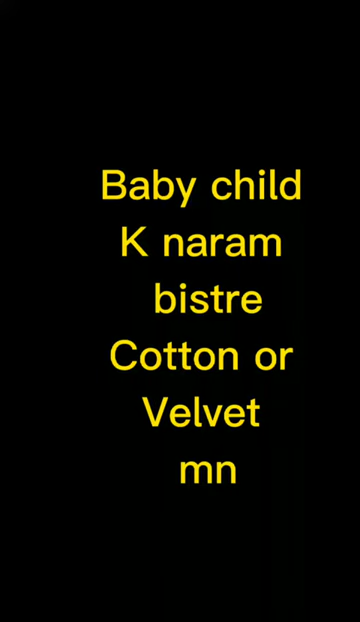 Baby child
K naram
bistre
Cotton or
Velvet
mn